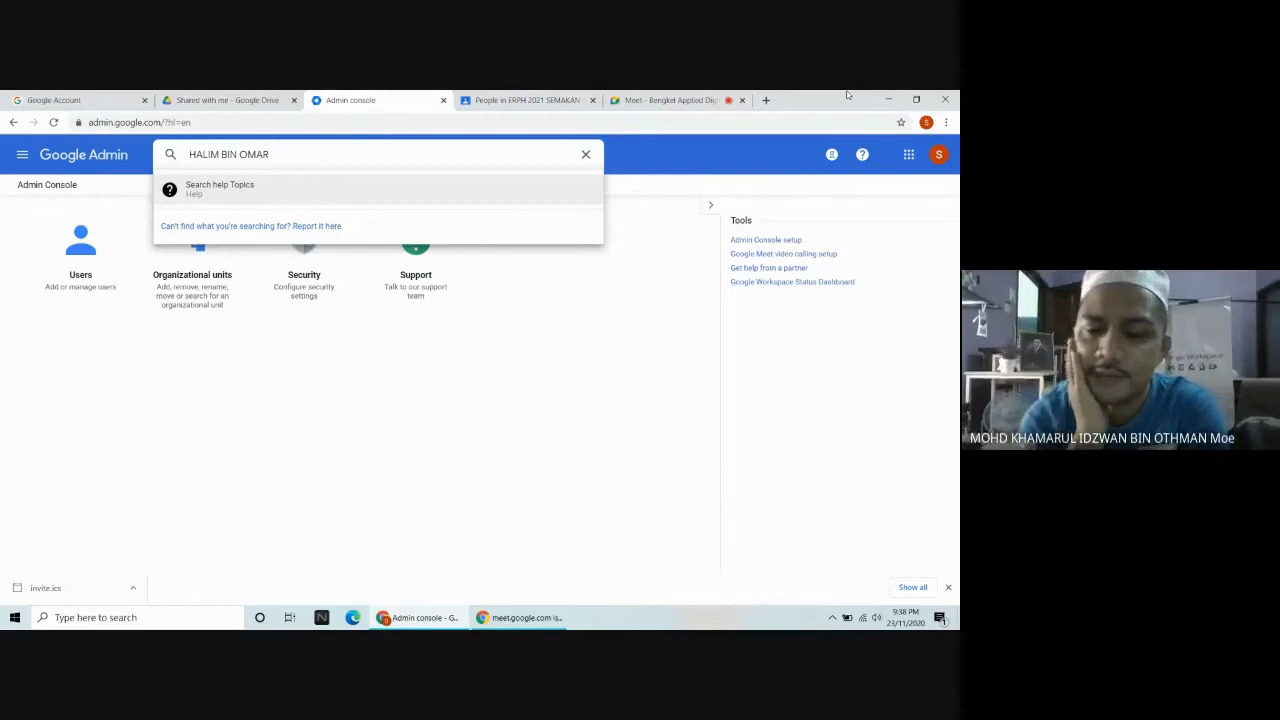 Google Account
Shared with me - Google Drive
Admin console
People in ERPH 2021 SEMAKAN
Meet - Bengkel Applied Digi
admin.google.com/?hl=en
S
Google Admin
HALIM BIN OMAR
S
Search help Topics
Help
Can't find what you're searching for? Report it here
Admin Console
Users
Add or manage users
Organizational units
Add, remove, rename,
move or search for an
organizational unit
Security
Configure security
settings
Support
Talk to our support
team
Tools
Admin Console setup
Google Meet video calling setup
Get help from a partner
Google Workspace Status Dashboard
MOHD KHAMARUL IDZWAN BIN OTHMAN Moe
invite.ics
Show all
Type here to search
N
Admin console - G...
meet.google.com is...
9:38 PM
23/11/2020
1